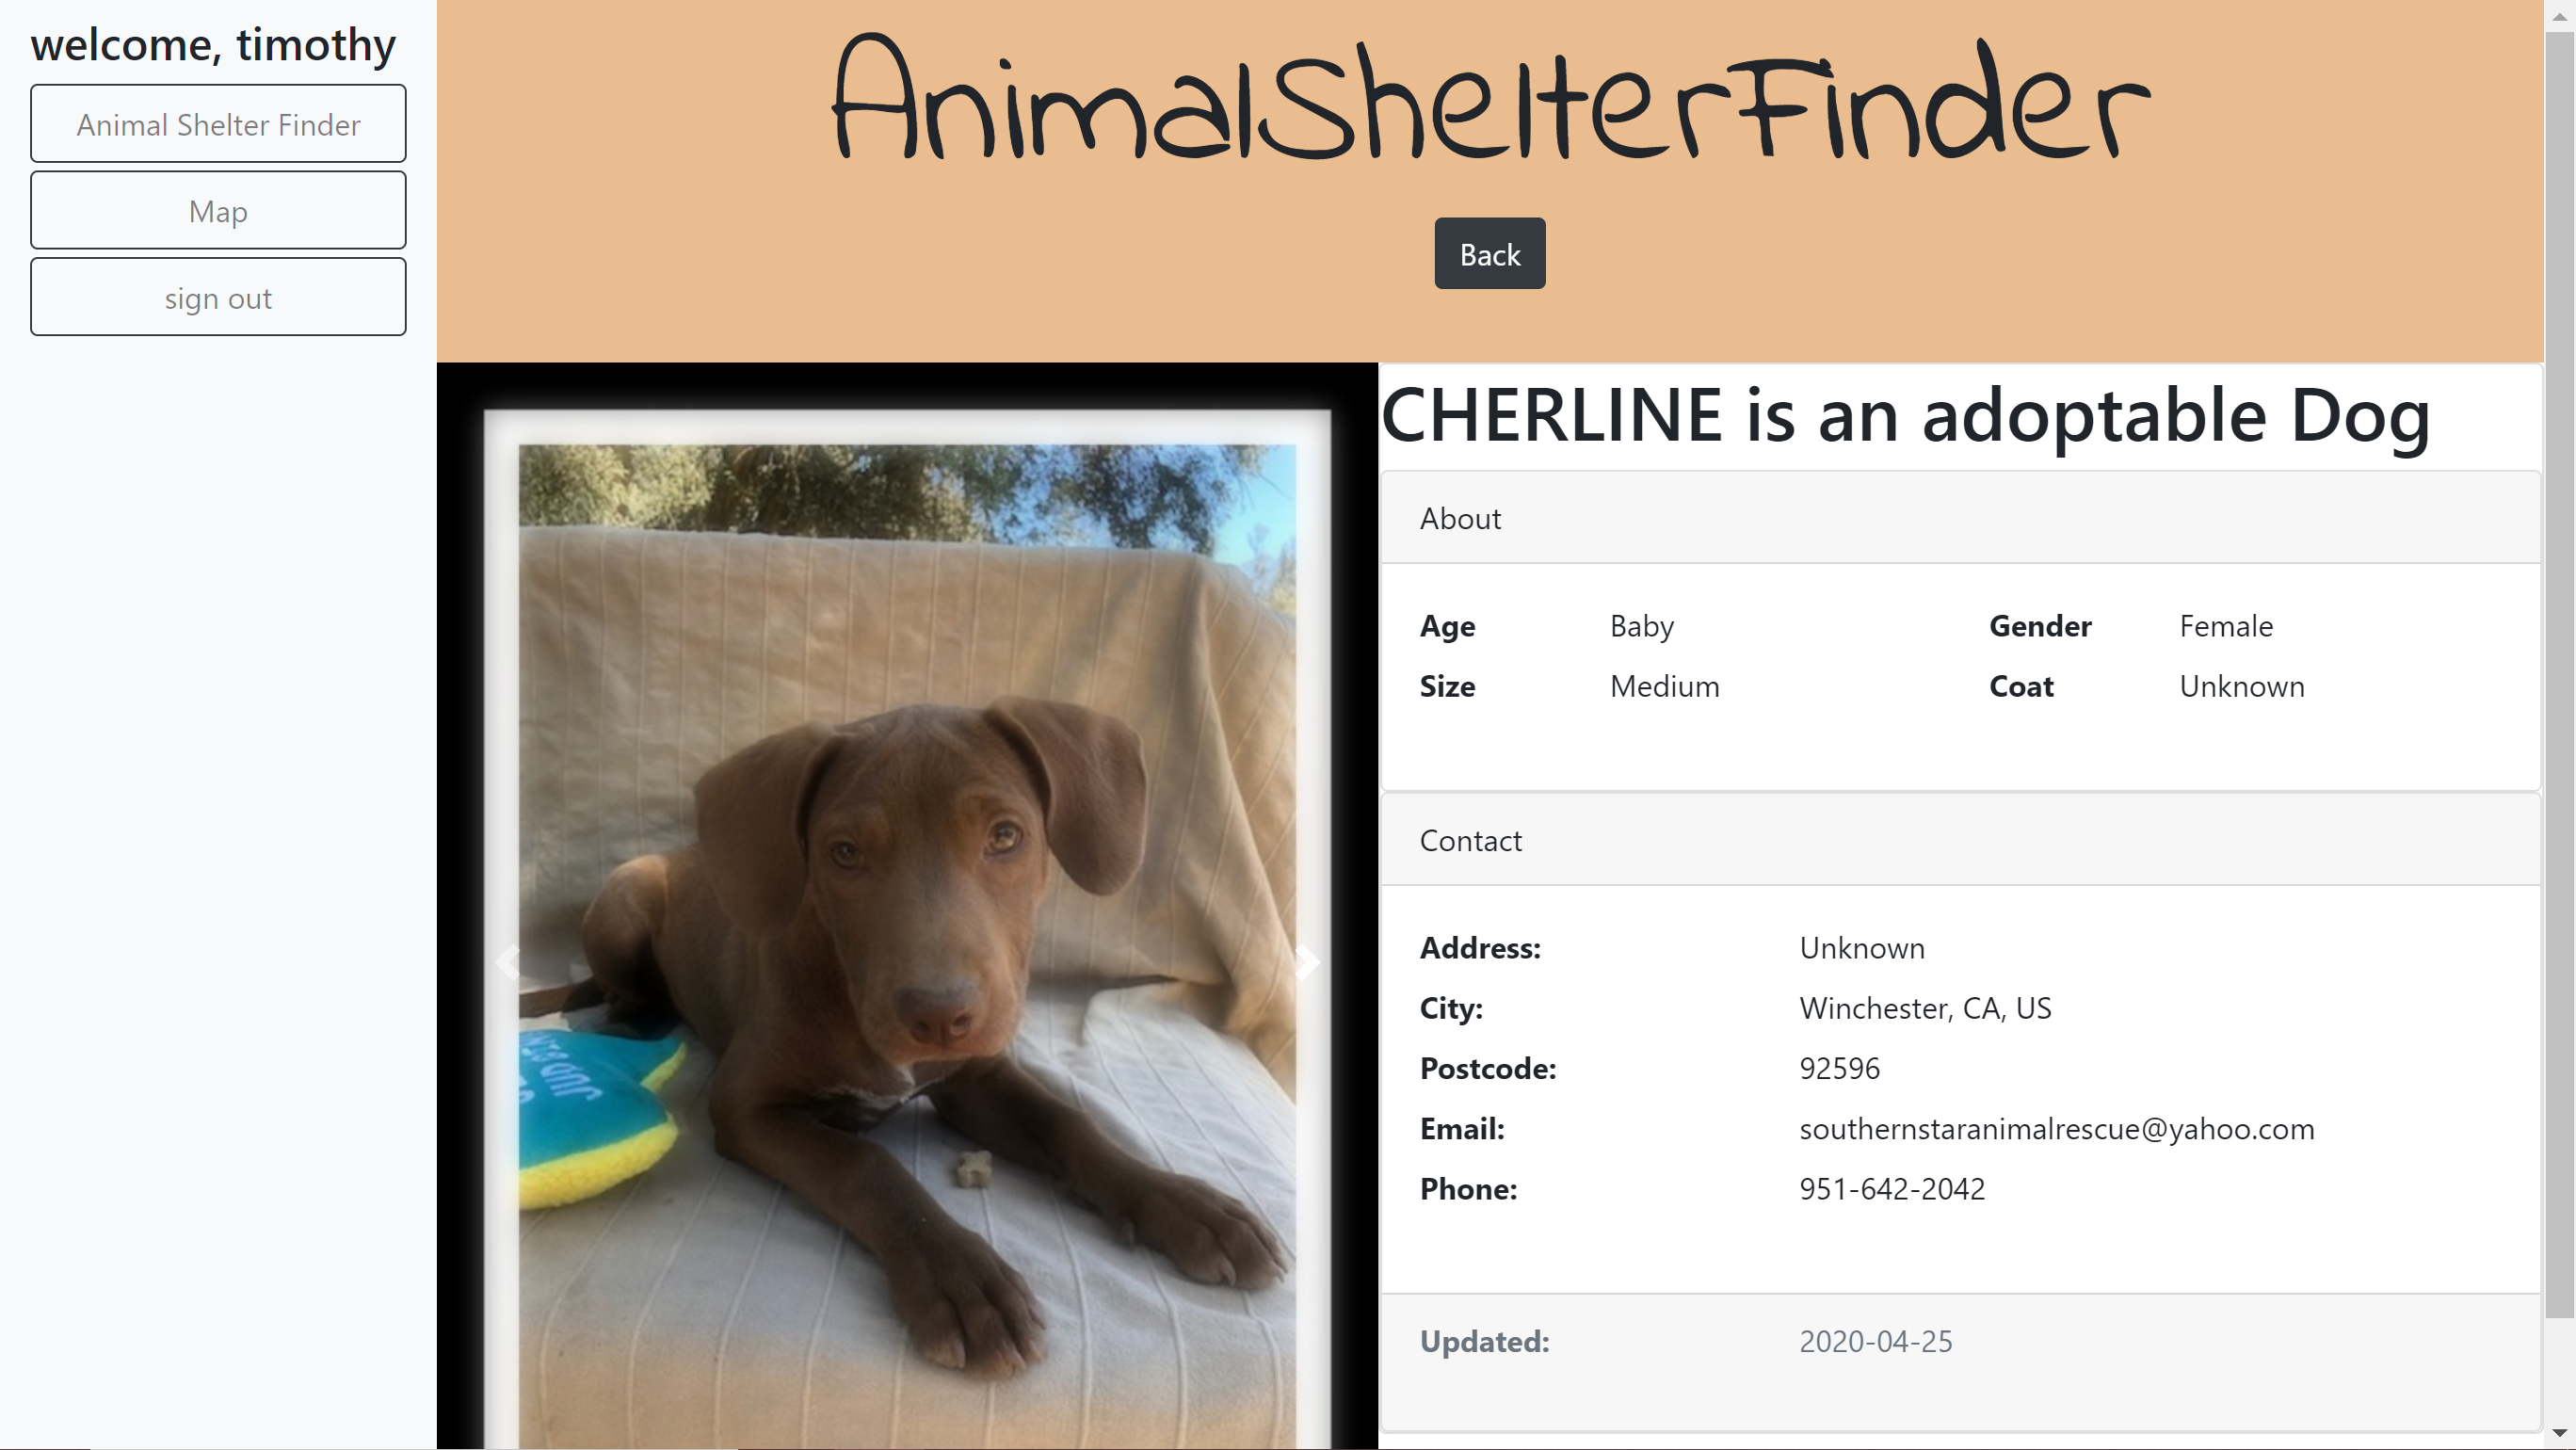 welcome, timothy
Animal Shelter Finder
Map
sign out
AnimalShelterFinder
Back
CHERLINE is an adoptable Dog
About
Age Baby Gender Female
Size Medium Coat Unknown
Contact
Address: Unknown
City: Winchester, CA, US
Postcode: 92596
Email: southernstaranimalrescue@yahoo.com
Phone: 951-642-2042
Updated: 2020-04-25